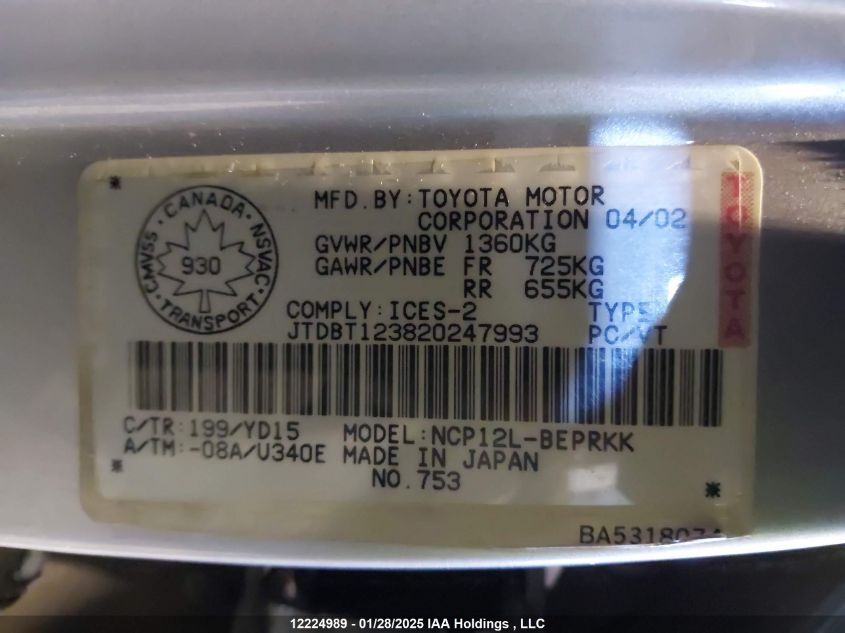 CANADA
CMVSS · NSVAC
930
TRANSPORT
MFD.BY:TOYOTA MOTOR
CORPORATION 04/02
GVWR/PNBV 1360KG
GAWR/PNBE FR 725KG
RR 655KG
COMPLY:ICES-2 TYPE
JTDBT123820247993 PC/VT
TOYOTA
C/TR:199/YD15 MODEL:NCP12L-BEPRKK
A/TM:-08A/U340E MADE IN JAPAN
NO.753
12224989 - 01/28/2025 IAA Holdings , LLC